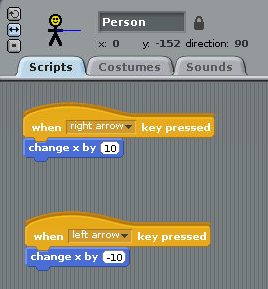 Person
x: 0 y: -152 direction: 90
Scripts Costumes Sounds
when right arrow key pressed
change x by 10
when left arrow key pressed
change x by -10